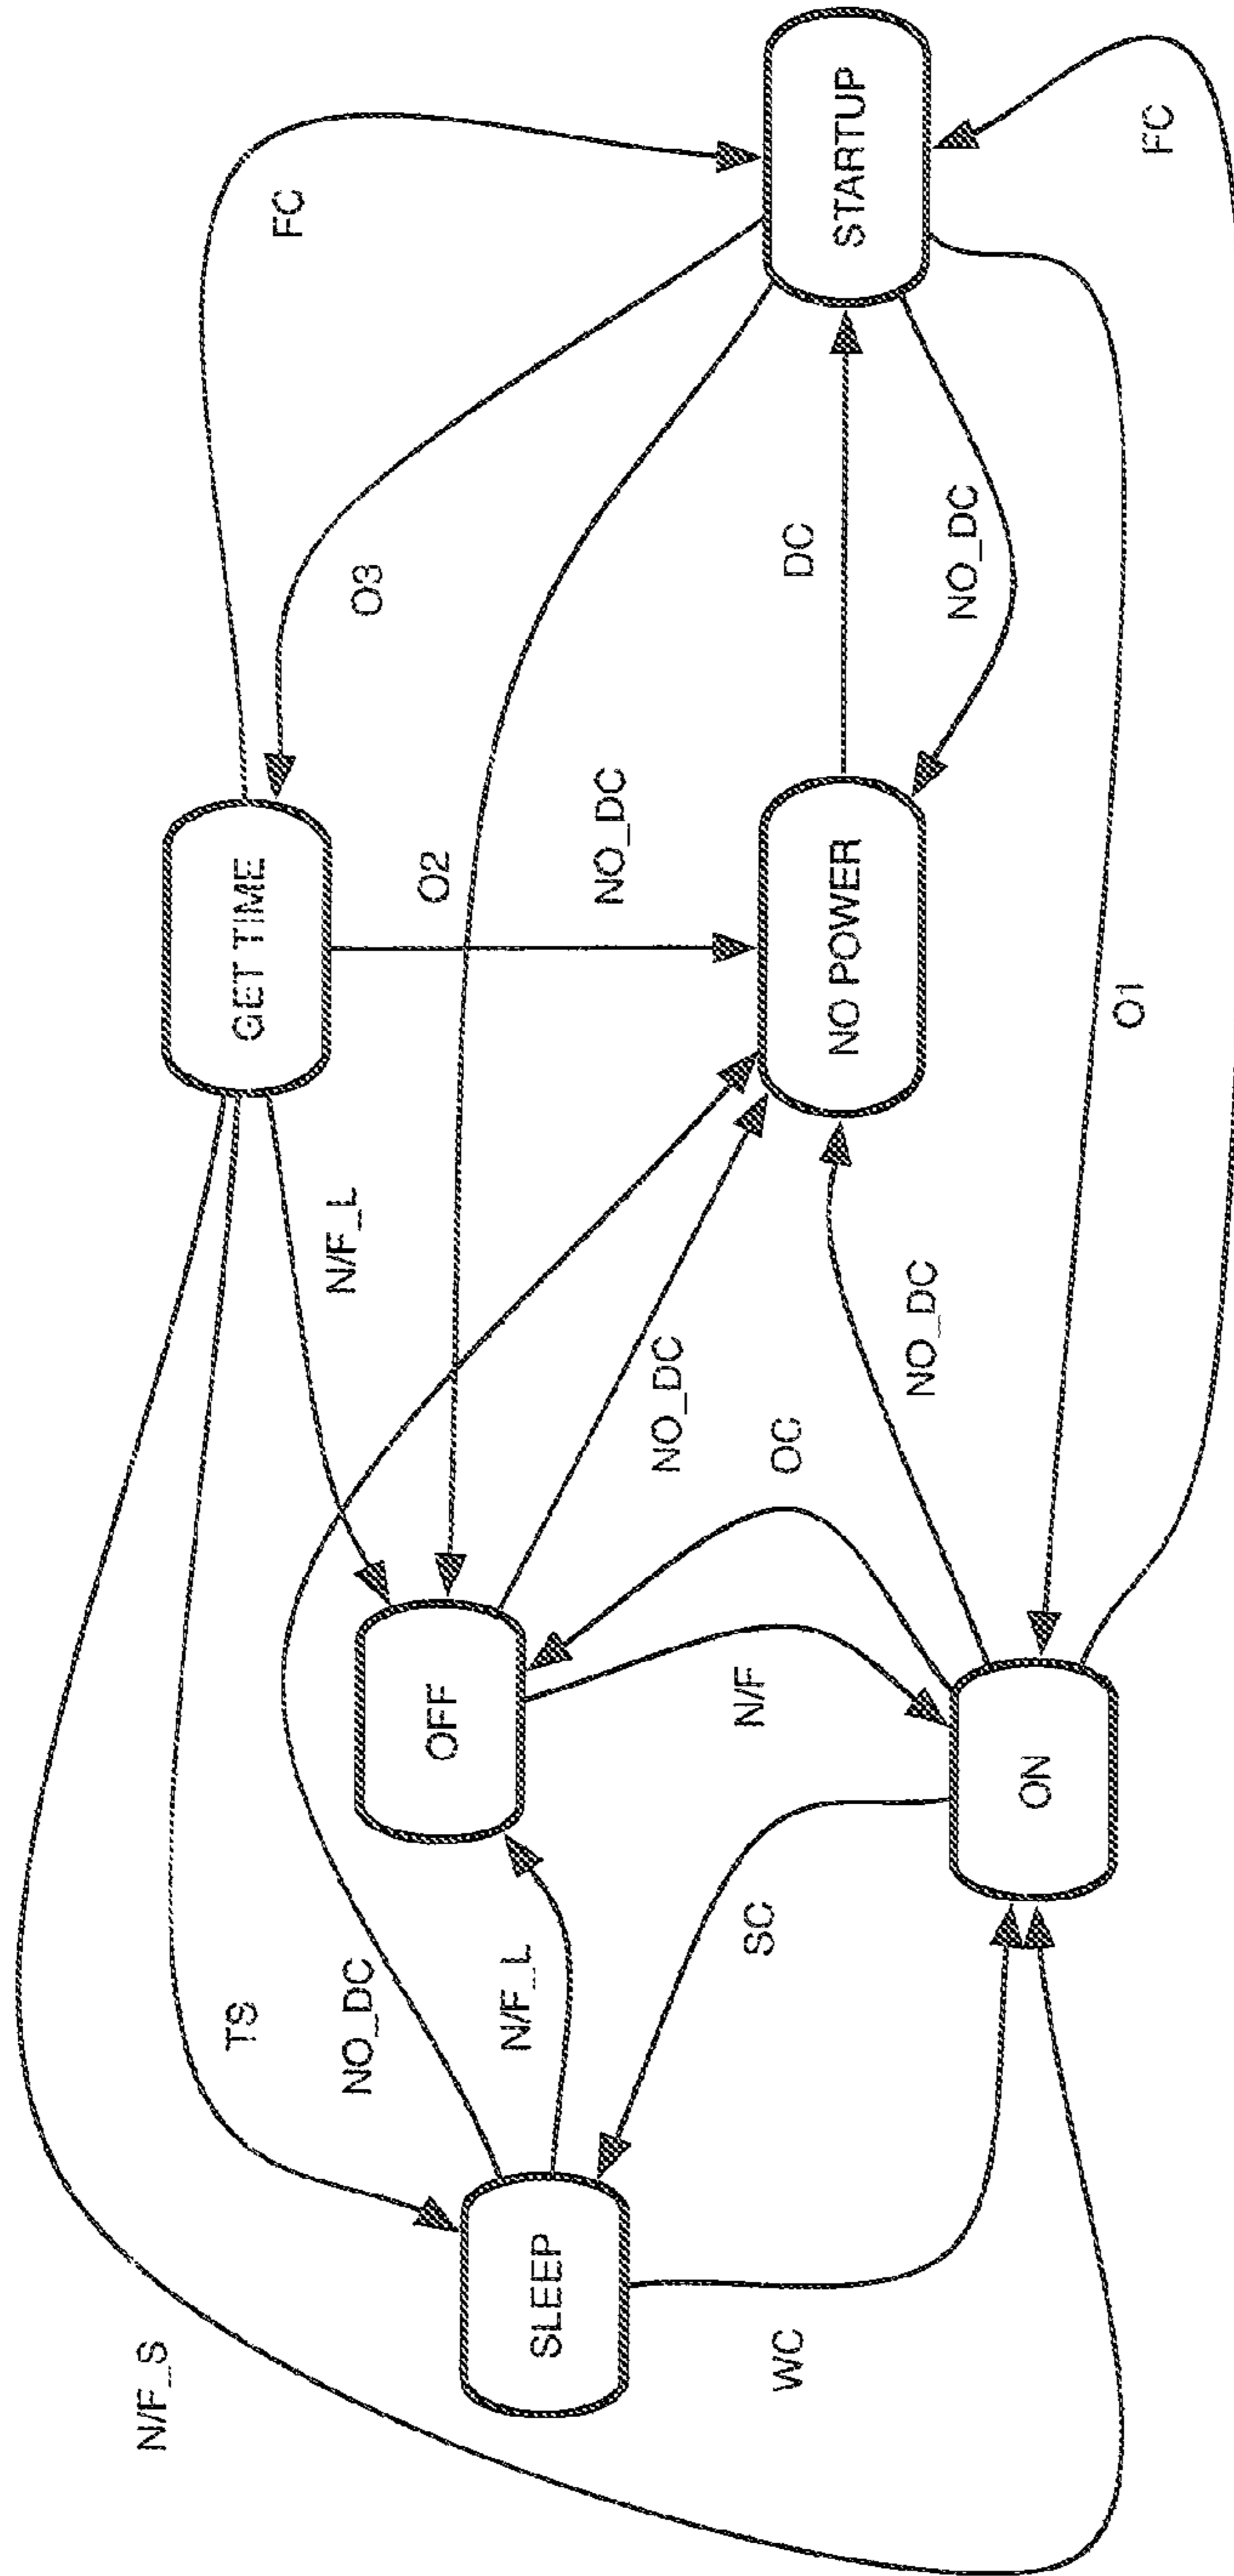 N/F_S
TS
FC
GET TIME
O3
N/F_L
NO_DC
O2
NO_DC
OFF
N/F_L
SLEEP
NO_DC
DC
STARTUP
NO POWER
NO_DC
OC
NO_DC
N/F
SC
WC
ON
O1
FC